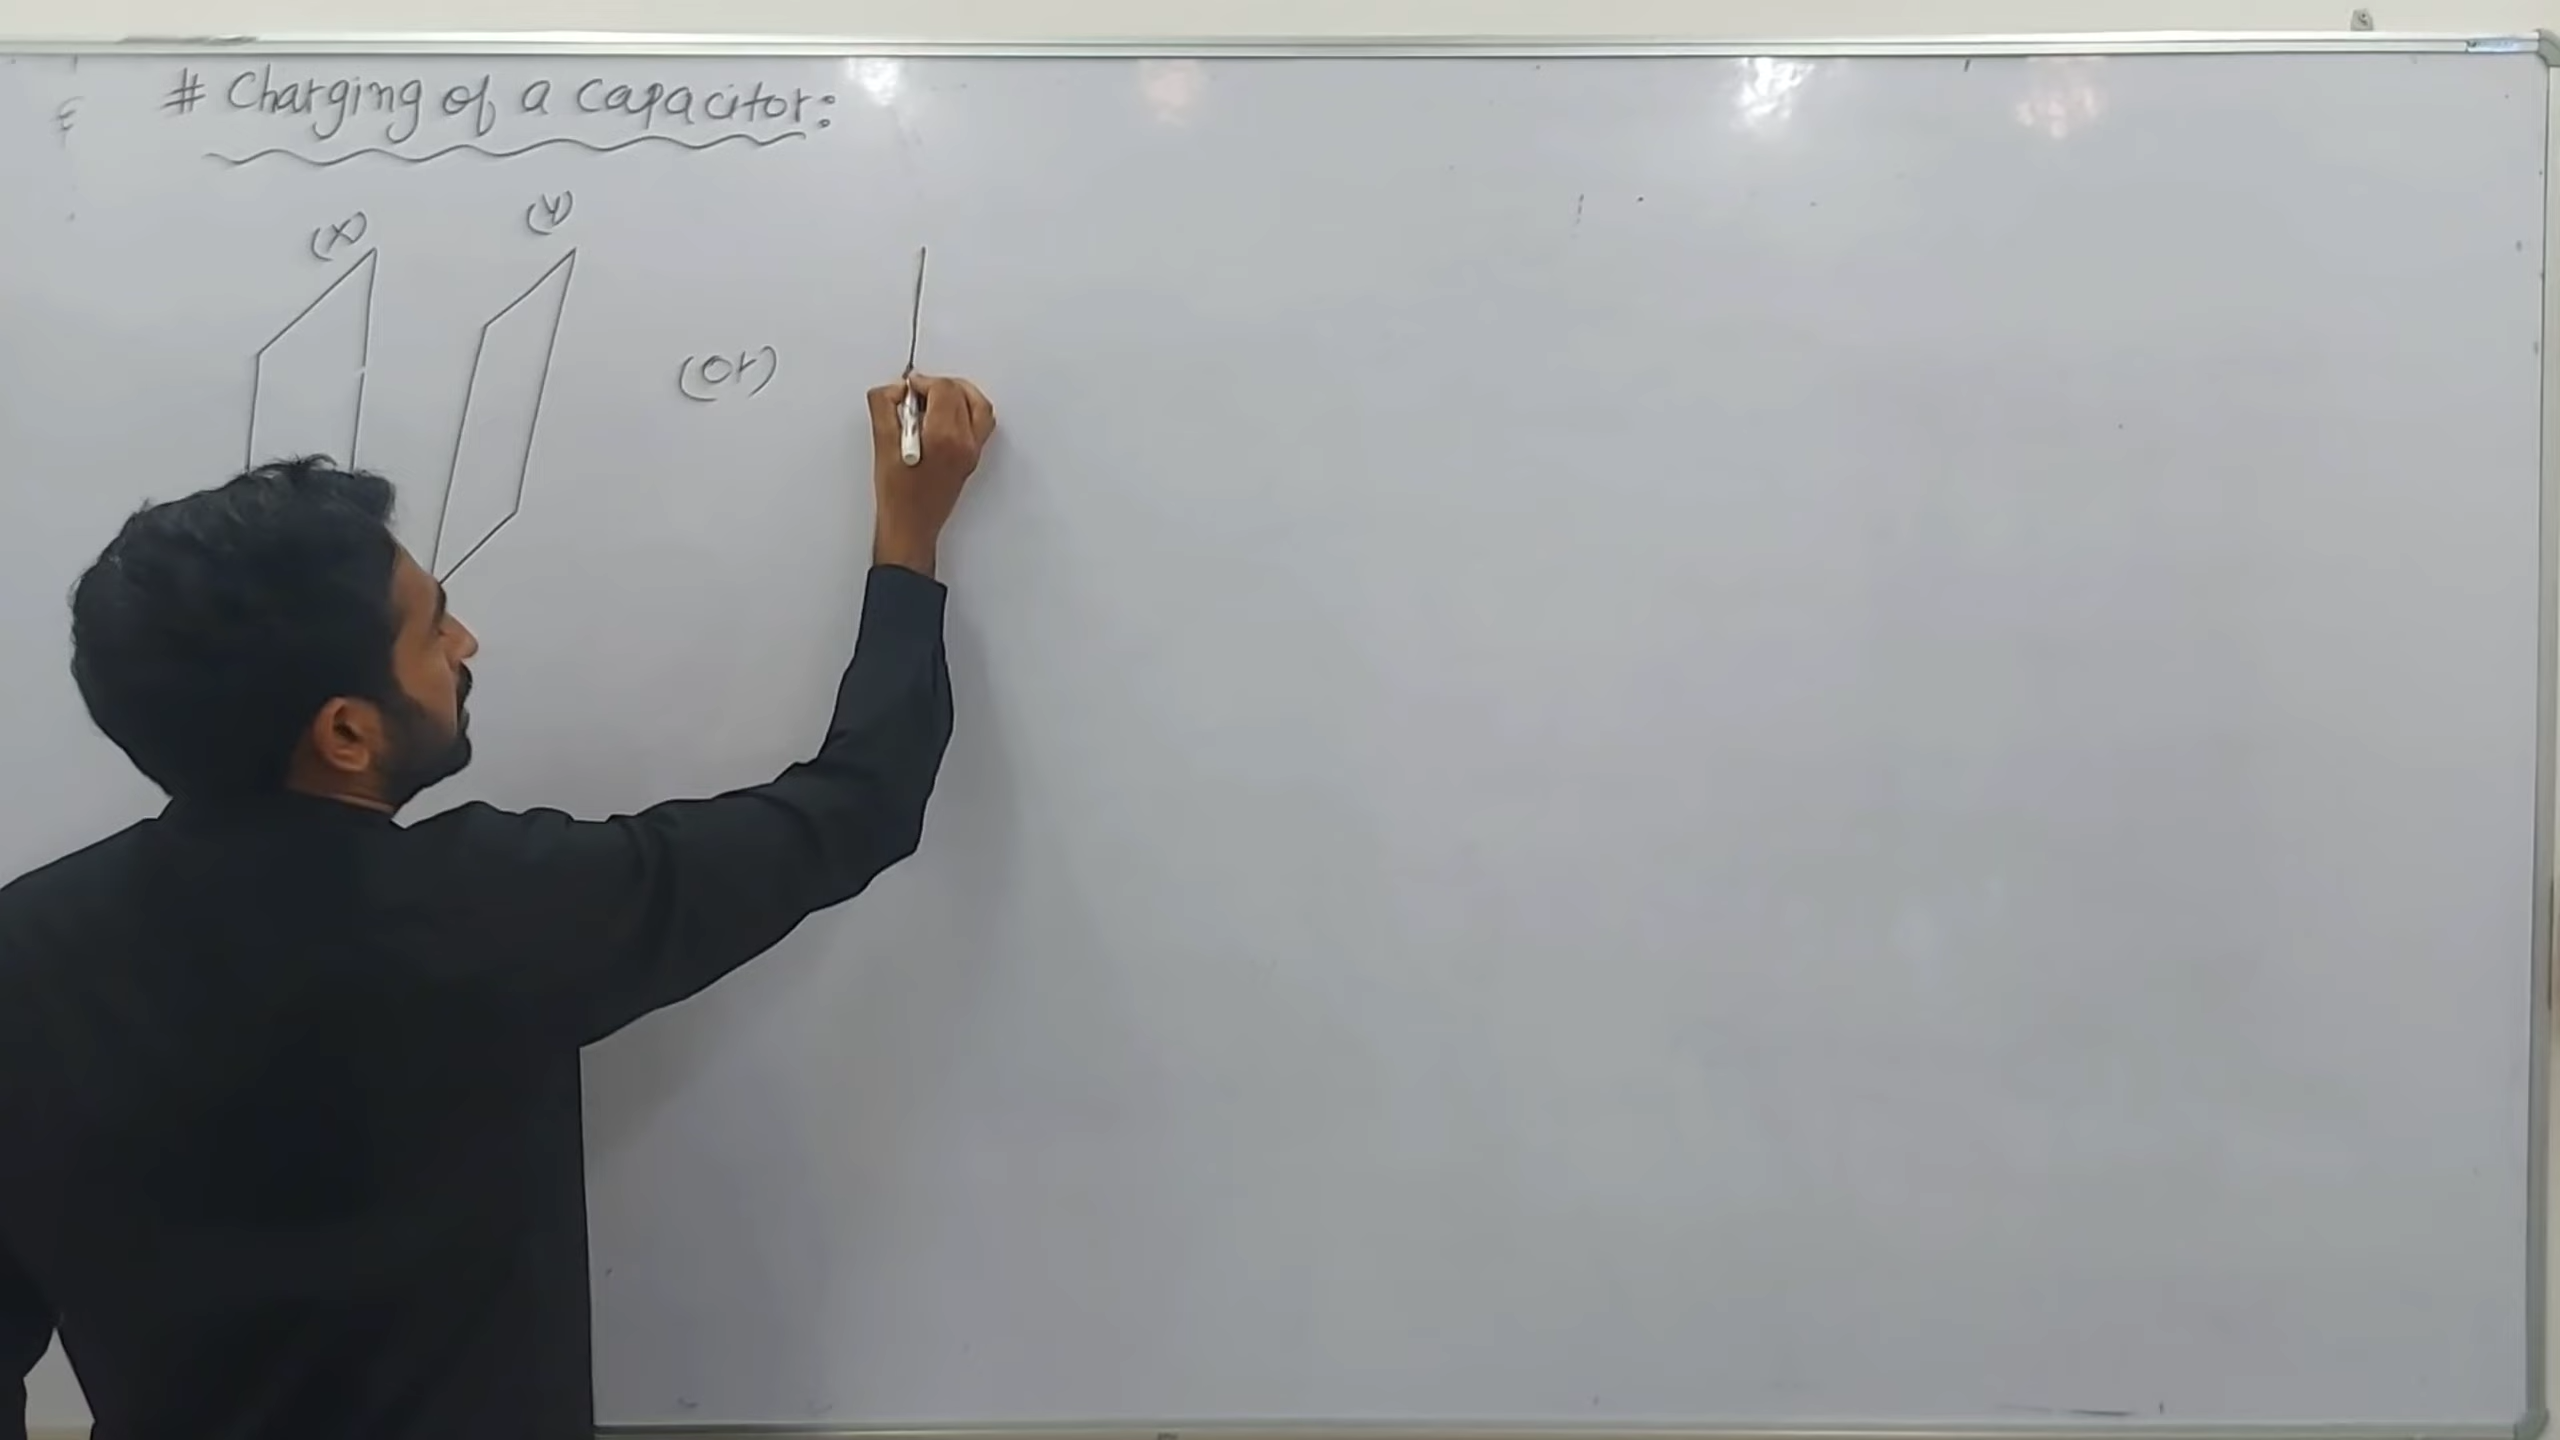 # Charging of a capacitor:
(X) (Y)
(or)